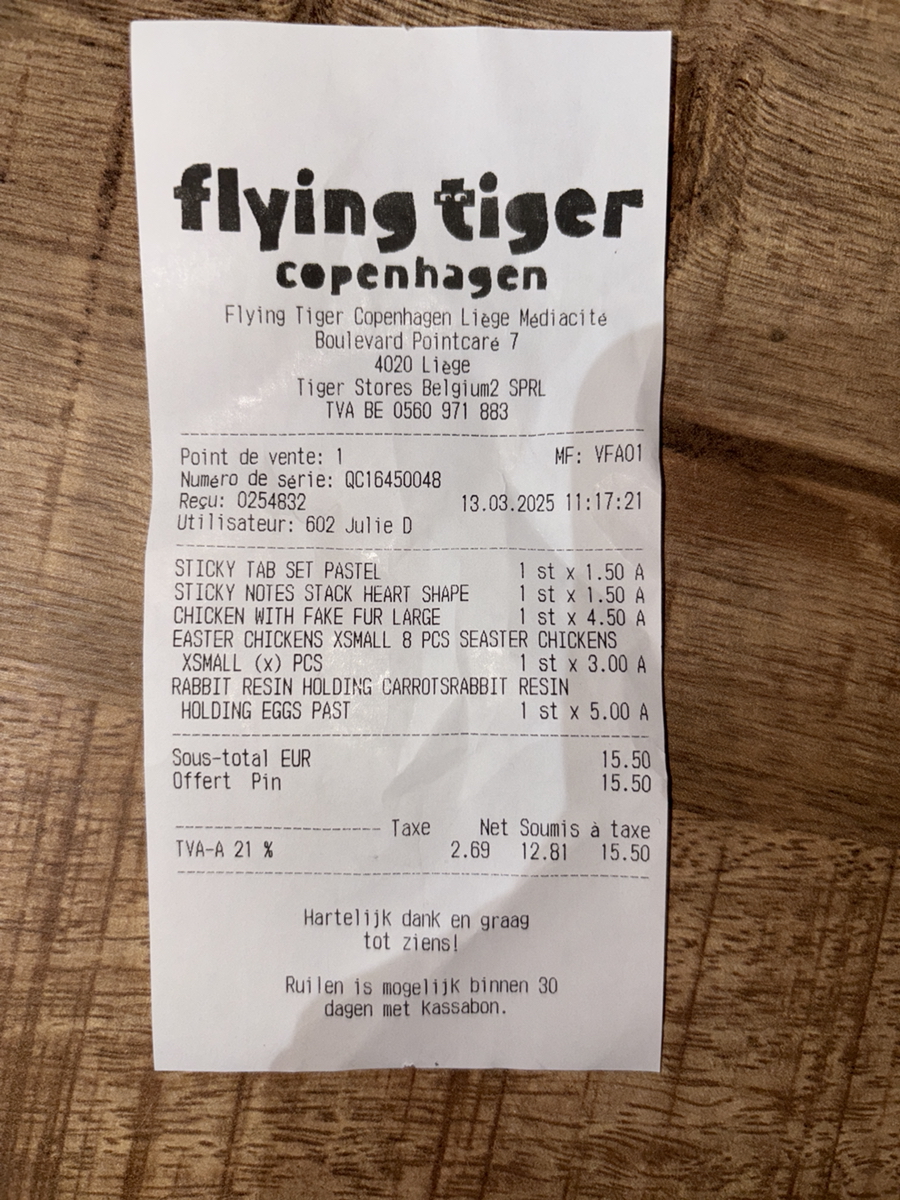 flying tiger
copenhagen
Flying Tiger Copenhagen Liège Médiacité
Boulevard Pointcaré 7
4020 Liège
Tiger Stores Belgium2 SPRL
TVA BE 0560 971 883
Point de vente: 1 MF: VFA01
Numéro de série: QC16450048
Reçu: 0254832 13.03.2025 11:17:21
Utilisateur: 602 Julie D
STICKY TAB SET PASTEL 1 st x 1.50 A
STICKY NOTES STACK HEART SHAPE 1 st x 1.50 A
CHICKEN WITH FAKE FUR LARGE 1 st x 4.50 A
EASTER CHICKENS XSMALL 8 PCS SEASTER CHICKENS
XSMALL (x) PCS 1 st x 3.00 A
RABBIT RESIN HOLDING CARROTSRABBIT RESIN
HOLDING EGGS PAST 1 st x 5.00 A
Sous-total EUR 15.50
Offert Pin 15.50
Taxe Net Soumis à taxe
TVA-A 21 % 2.69 12.81 15.50
Hartelijk dank en graag
tot ziens!
Ruilen is mogelijk binnen 30
dagen met kassabon.